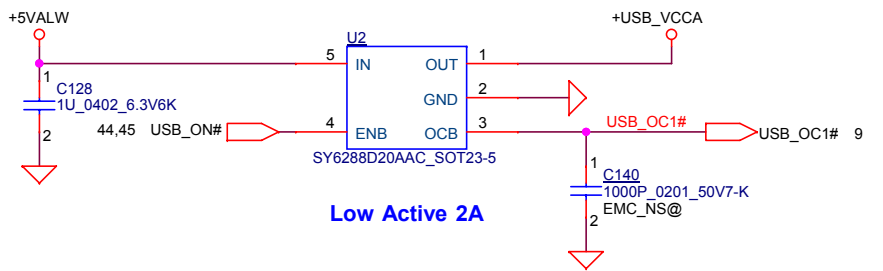 +5VALW
+USB_VCCA
U2
5 IN OUT 1
1
C128
1U_0402_6.3V6K
2
GND 2
44,45 USB_ON# 4 ENB OCB 3 USB_OC1# USB_OC1# 9
SY6288D20AAC_SOT23-5
1
C140
1000P_0201_50V7-K
EMC_NS@
2
Low Active 2A